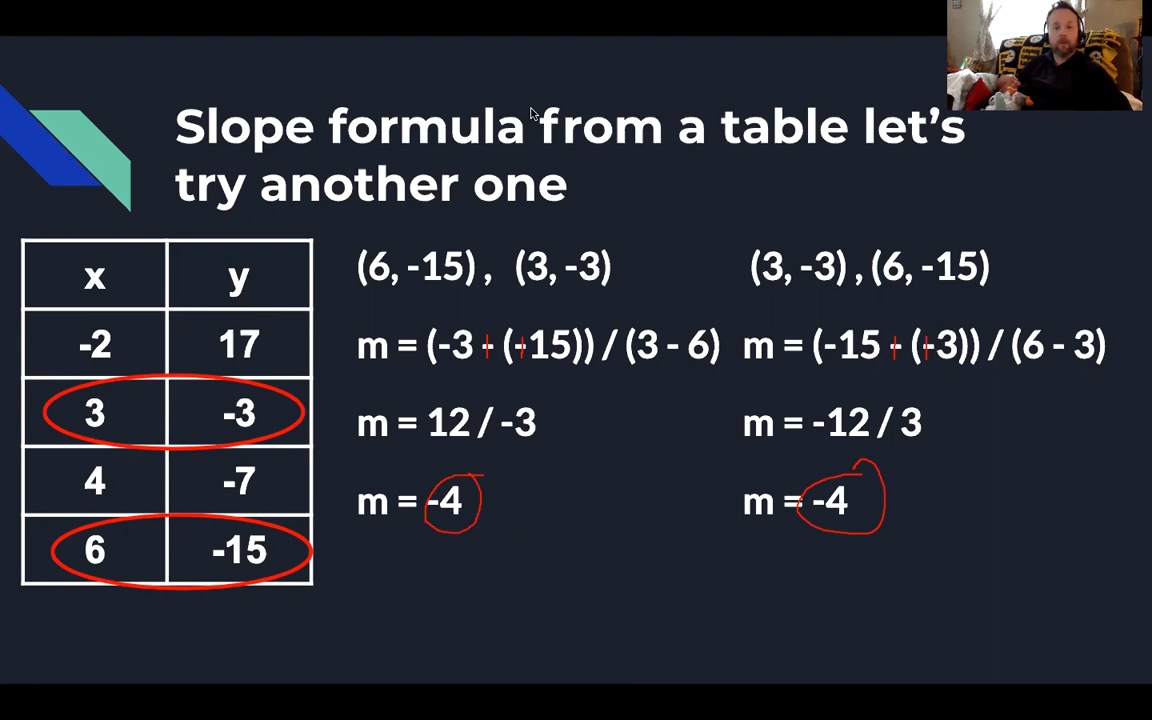 Slope formula from a table let's
try another one
x y
-2 17
3 -3
4 -7
6 -15
(6, -15) , (3, -3)
m = (-3 - (-15)) / (3 - 6)
m = 12 / -3
m = -4
(3, -3) , (6, -15)
m = (-15 - (-3)) / (6 - 3)
m = -12 / 3
m = -4